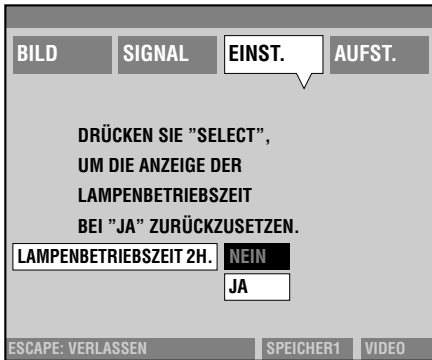 BILD SIGNAL EINST. AUFST.
DRÜCKEN SIE ”SELECT”,
UM DIE ANZEIGE DER
LAMPENBETRIEBSZEIT
BEI ”JA” ZURÜCKZUSETZEN.
LAMPENBETRIEBSZEIT 2H. NEIN
JA
ESCAPE: VERLASSEN SPEICHER1 VIDEO